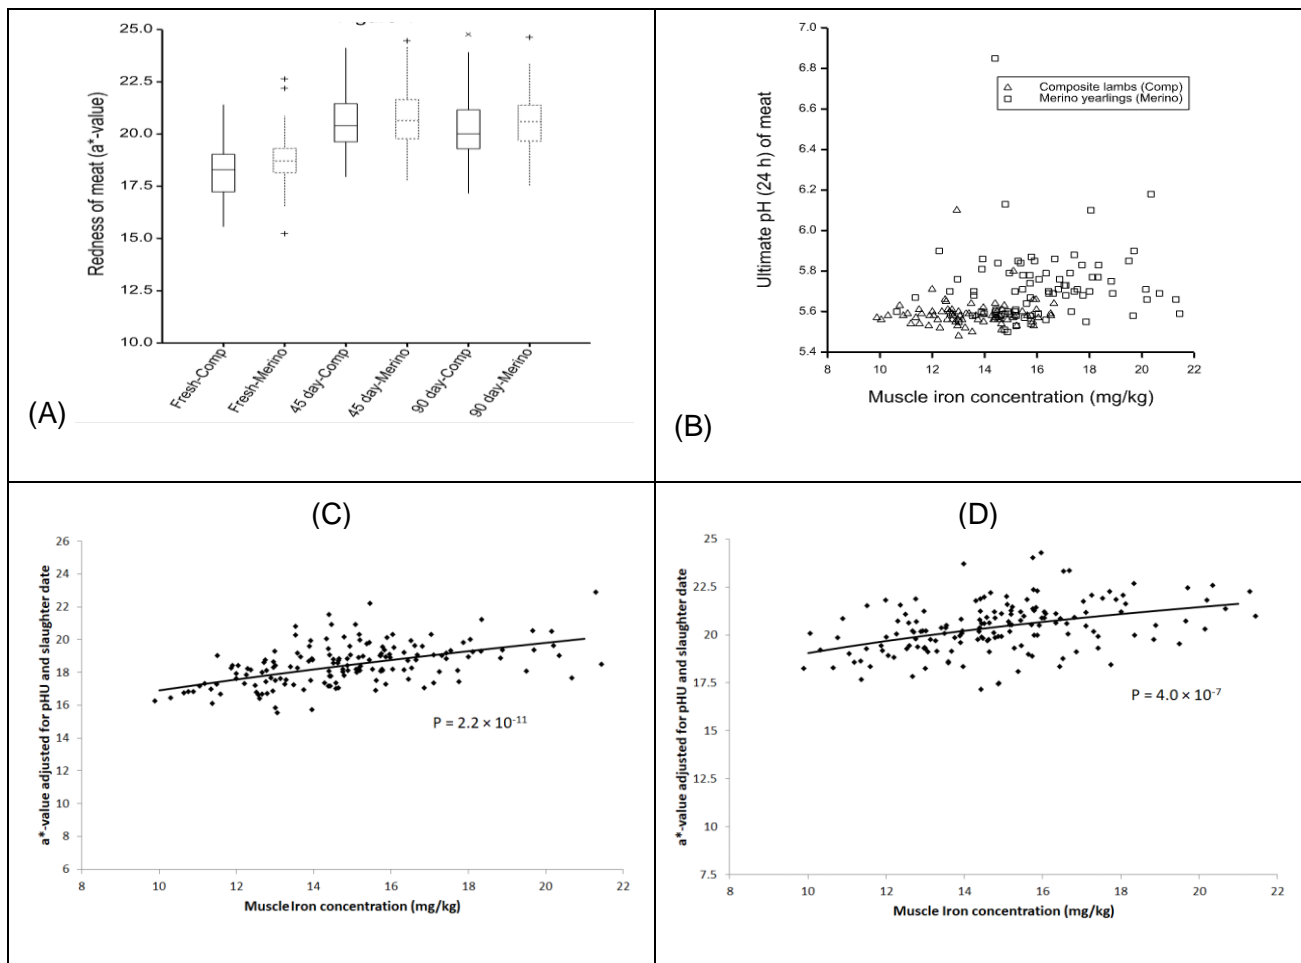 25.0
22.5
20.0
17.5
15.0
12.5
10.0
Redness of meat (a*-value)
Fresh-Comp
Fresh-Merino
45 day-Comp
45 day-Merino
90 day-Comp
90 day-Merino
(A)
7.0
6.8
6.6
6.4
6.2
6.0
5.8
5.6
5.4
Ultimate pH (24 h) of meat
Composite lambs (Comp)
Merino yearlings (Merino)
8 10 12 14 16 18 20 22
Muscle iron concentration (mg/kg)
(B)
(C)
26
24
22
20
18
16
14
12
10
8
6
a*-value adjusted for pHU and slaughter date
P = 2.2 × 10⁻¹¹
8 10 12 14 16 18 20 22
Muscle Iron concentration (mg/kg)
(D)
25
22.5
20
17.5
15
12.5
10
7.5
a*-value adjusted for pHU and slaughter date
P = 4.0 × 10⁻⁷
8 10 12 14 16 18 20 22
Muscle Iron concentration (mg/kg)